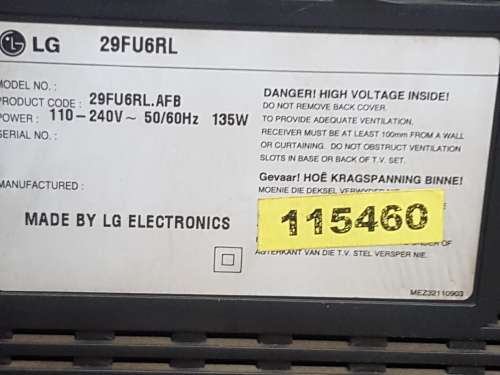 LG 29FU6RL
MODEL NO. :
PRODUCT CODE : 29FU6RL.AFB
POWER : 110-240V~ 50/60Hz 135W
SERIAL NO. :
MANUFACTURED :
MADE BY LG ELECTRONICS
DANGER! HIGH VOLTAGE INSIDE!
DO NOT REMOVE BACK COVER.
TO PROVIDE ADEQUATE VENTILATION,
RECEIVER MUST BE AT LEAST 100mm FROM A WALL
OR CURTAINING. DO NOT OBSTRUCT VENTILATION
SLOTS IN BASE OR BACK OF T.V. SET.
Gevaar! HOË KRAGSPANNING BINNE!
MOENIE DIE DEKSEL VERWYDER NIE
115460
OF
AGTERKANT VAN DIE T.V. STEL VERSPER NIE.
MEZ32110903